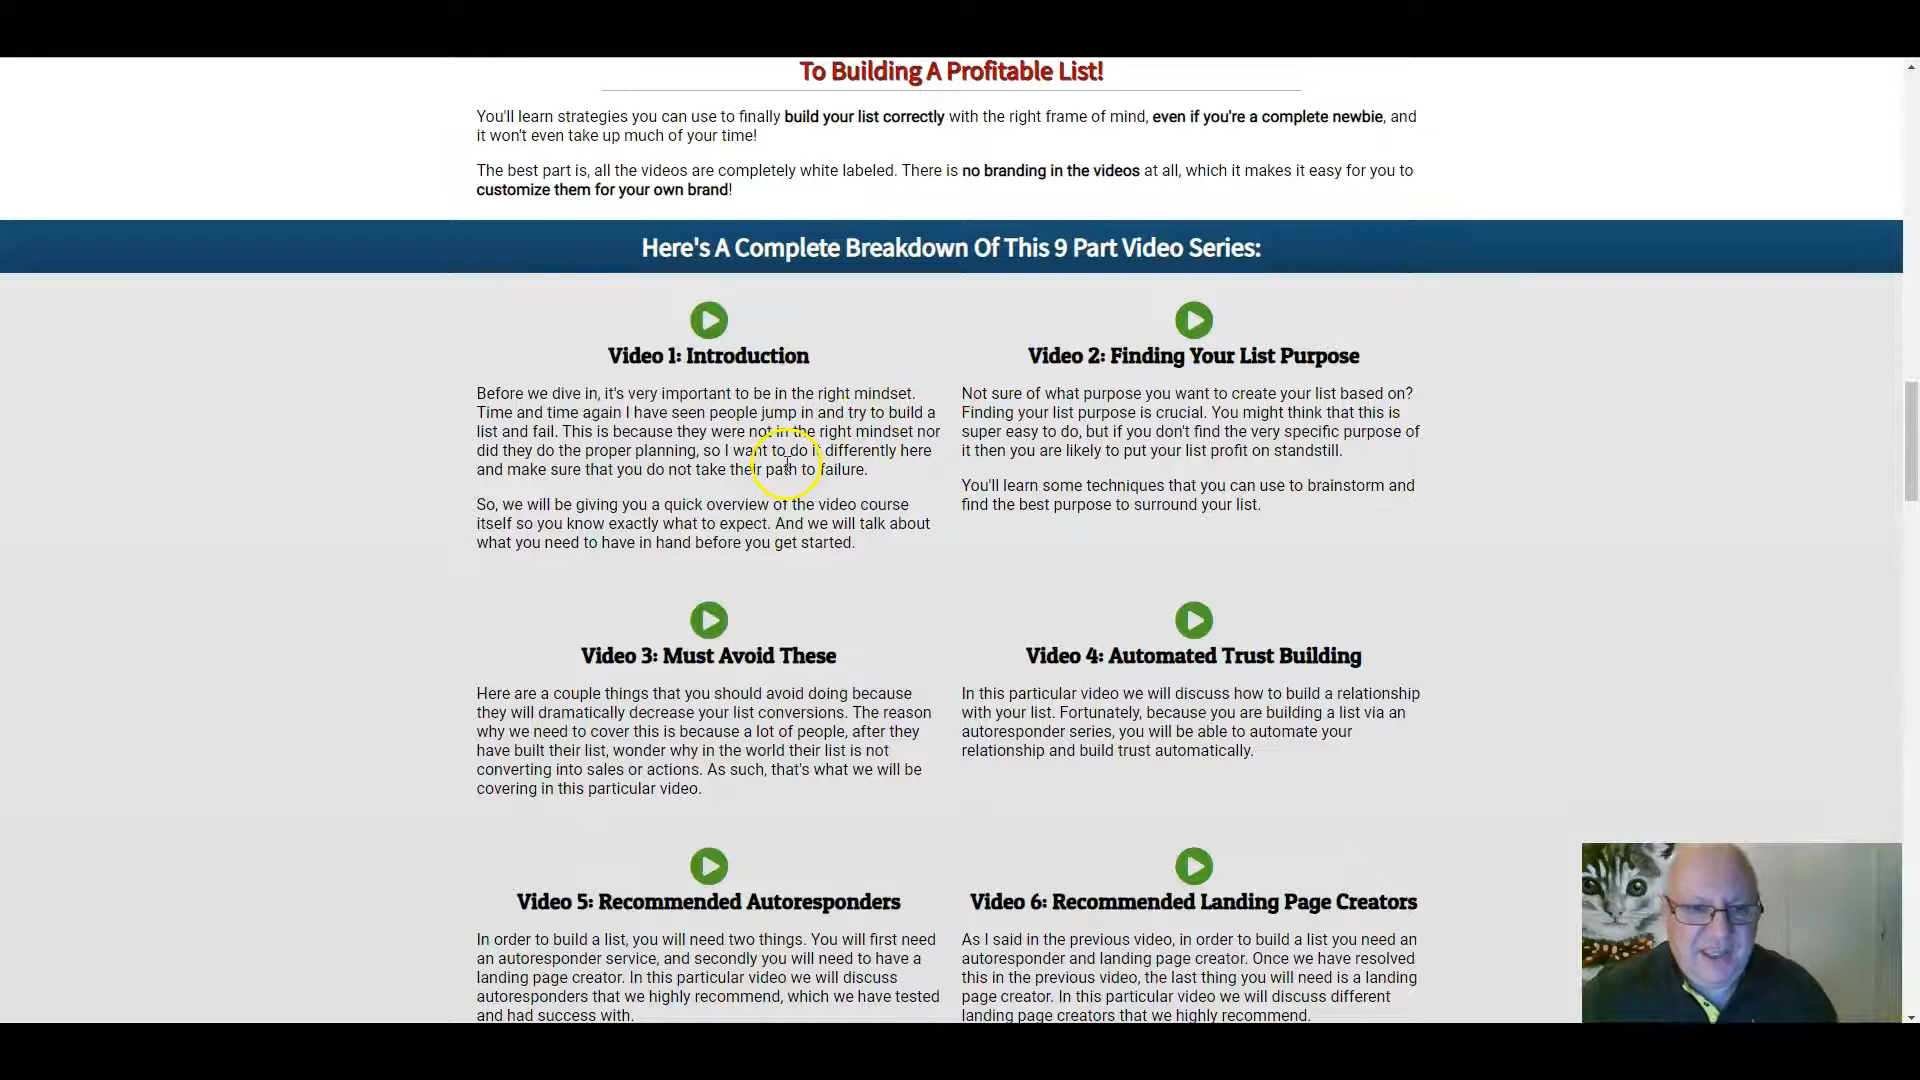 To Building A Profitable List!
You'll learn strategies you can use to finally build your list correctly with the right frame of mind, even if you're a complete newbie, and
it won't even take up much of your time!
The best part is, all the videos are completely white labeled. There is no branding in the videos at all, which it makes it easy for you to
customize them for your own brand!
Here's A Complete Breakdown Of This 9 Part Video Series:
Video 1: Introduction
Before we dive in, it's very important to be in the right mindset.
Time and time again I have seen people jump in and try to build a
list and fail. This is because they were not in the right mindset nor
did they do the proper planning, so I want to do it differently here
and make sure that you do not take their path to failure.
So, we will be giving you a quick overview of the video course
itself so you know exactly what to expect. And we will talk about
what you need to have in hand before you get started.
Video 2: Finding Your List Purpose
Not sure of what purpose you want to create your list based on?
Finding your list purpose is crucial. You might think that this is
super easy to do, but if you don't find the very specific purpose of
it then you are likely to put your list profit on standstill.
You'll learn some techniques that you can use to brainstorm and
find the best purpose to surround your list.
Video 3: Must Avoid These
Here are a couple things that you should avoid doing because
they will dramatically decrease your list conversions. The reason
why we need to cover this is because a lot of people, after they
have built their list, wonder why in the world their list is not
converting into sales or actions. As such, that's what we will be
covering in this particular video.
Video 4: Automated Trust Building
In this particular video we will discuss how to build a relationship
with your list. Fortunately, because you are building a list via an
autoresponder series, you will be able to automate your
relationship and build trust automatically.
Video 5: Recommended Autoresponders
In order to build a list, you will need two things. You will first need
an autoresponder service, and secondly you will need to have a
landing page creator. In this particular video we will discuss
autoresponders that we highly recommend, which we have tested
and had success with.
Video 6: Recommended Landing Page Creators
As I said in the previous video, in order to build a list you need an
autoresponder and landing page creator. Once we have resolved
this in the previous video, the last thing you will need is a landing
page creator. In this particular video we will discuss different
landing page creators that we highly recommend.